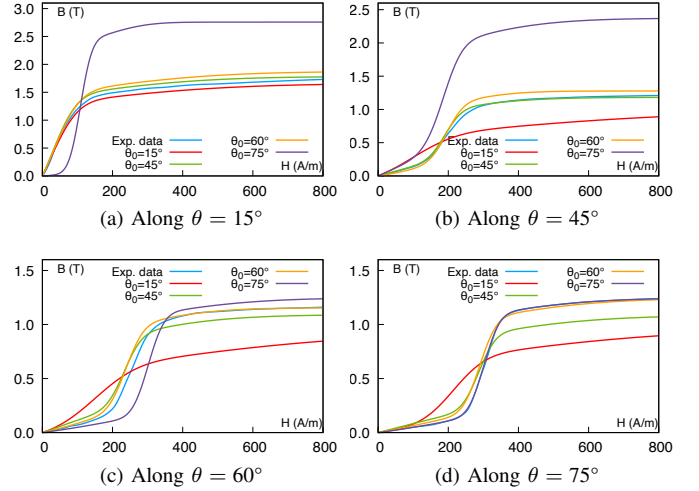 B (T)
3.0
2.5
2.0
1.5
1.0
0.5
0.0
Exp. data
θ0=15°
θ0=45°
θ0=60°
θ0=75°
H (A/m)
0 200 400 600 800
(a) Along θ = 15°
B (T)
2.5
2.0
1.5
1.0
0.5
0.0
Exp. data
θ0=15°
θ0=45°
θ0=60°
θ0=75°
H (A/m)
0 200 400 600 800
(b) Along θ = 45°
B (T)
1.5
1.0
0.5
0.0
Exp. data
θ0=15°
θ0=45°
θ0=60°
θ0=75°
H (A/m)
0 200 400 600 800
(c) Along θ = 60°
B (T)
1.5
1.0
0.5
0.0
Exp. data
θ0=15°
θ0=45°
θ0=60°
θ0=75°
H (A/m)
0 200 400 600 800
(d) Along θ = 75°